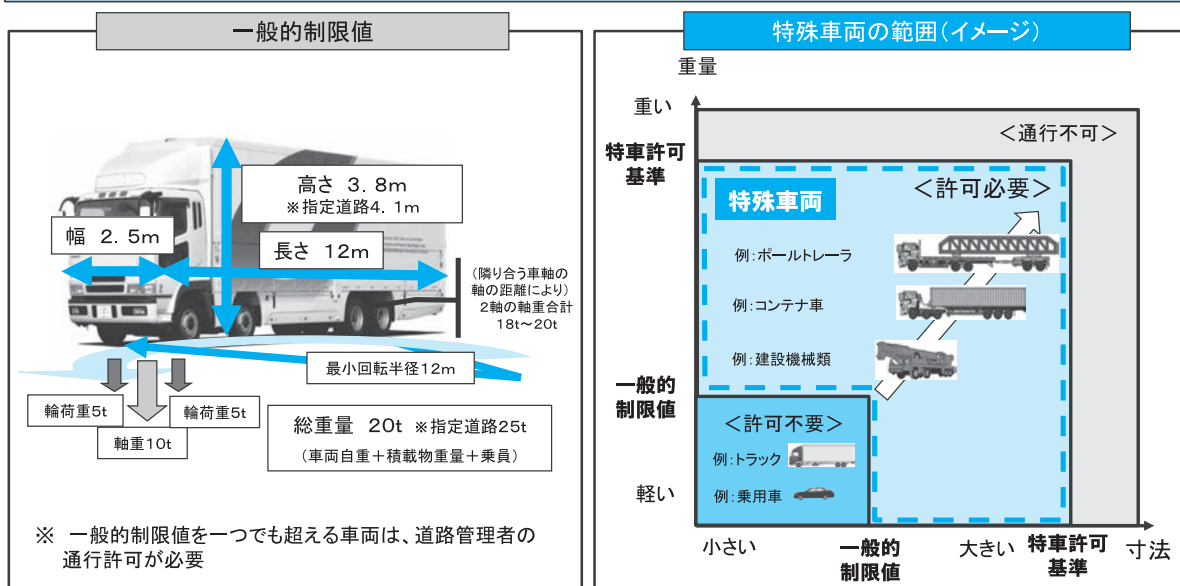 一般的制限値
高さ 3.8m
※指定道路4.1m
幅 2.5m
長さ 12m
(隣り合う車軸の
軸の距離により)
2軸の軸重合計
18t～20t
最小回転半径12m
輪荷重5t
輪荷重5t
軸重10t
総重量 20t ※指定道路25t
(車両自重＋積載物重量＋乗員)
※ 一般的制限値を一つでも超える車両は、道路管理者の
通行許可が必要
特殊車両の範囲(イメージ)
重量
重い
＜通行不可＞
特車許可
基準
＜許可必要＞
特殊車両
例:ポールトレーラ
例:コンテナ車
例:建設機械類
一般的
制限値
＜許可不要＞
例:トラック
例:乗用車
軽い
小さい
一般的
制限値
大きい
特車許可
基準
寸法